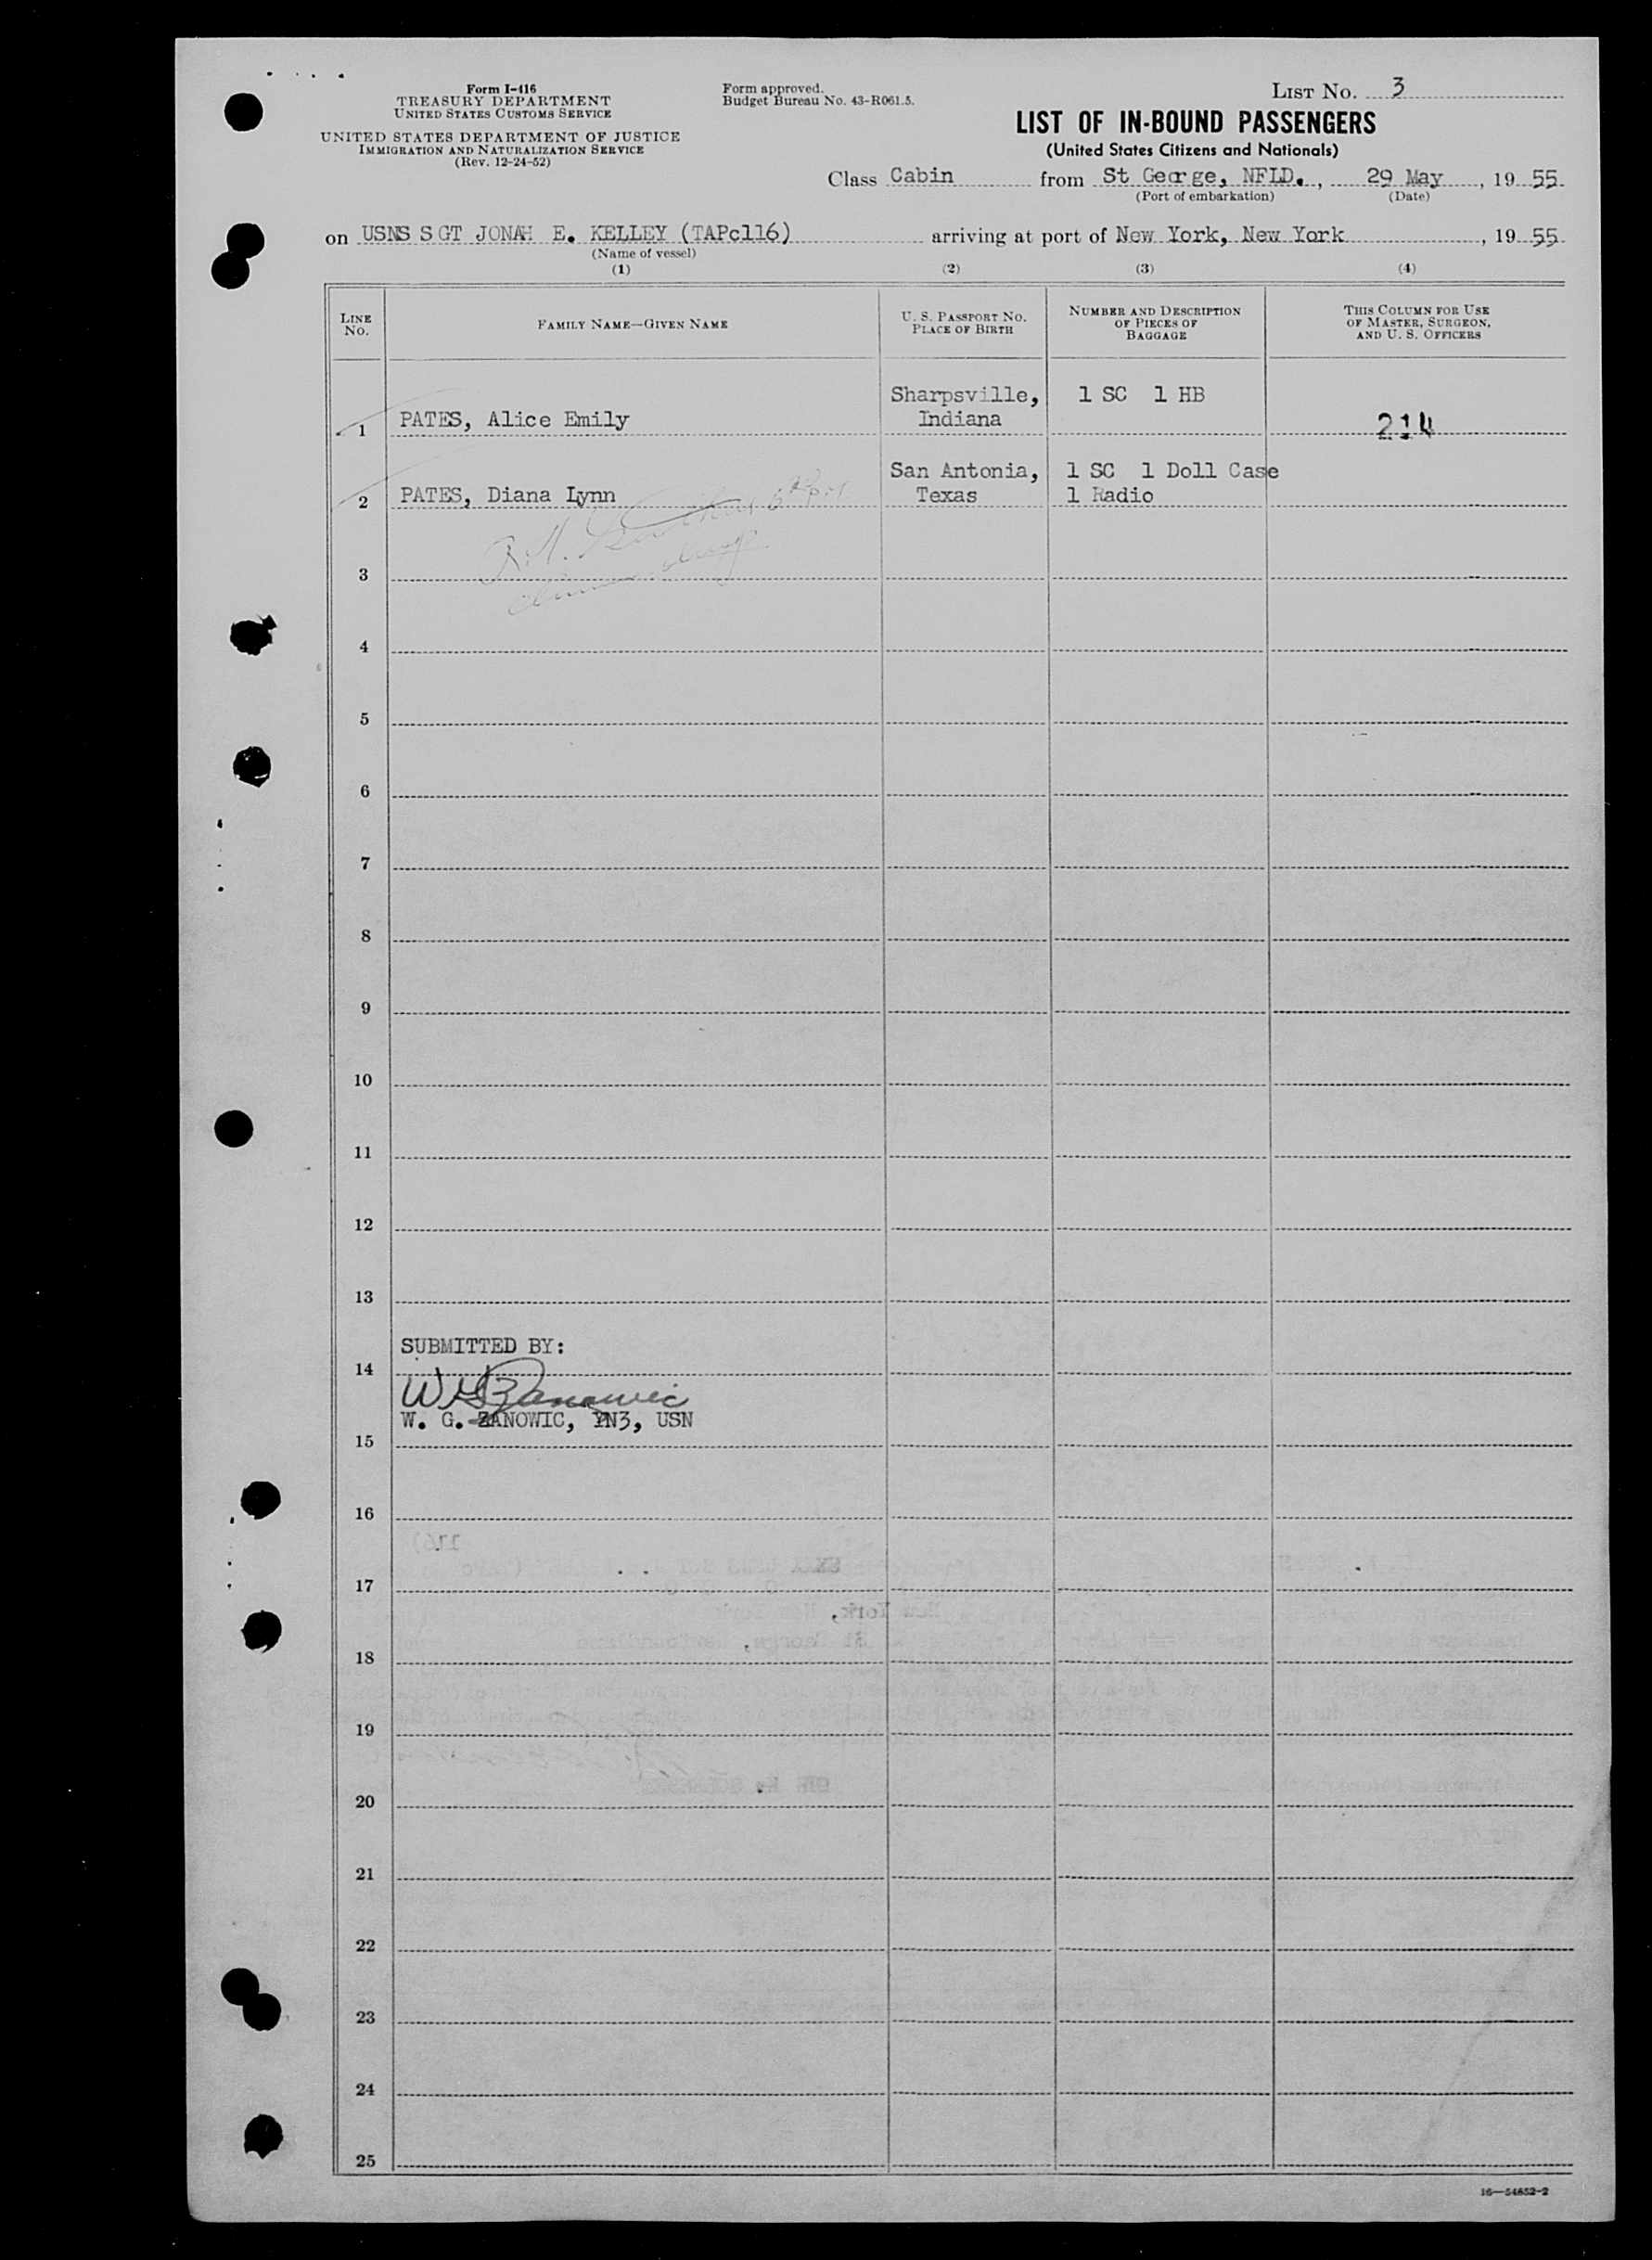 Form I-416
TREASURY DEPARTMENT
UNITED STATES CUSTOMS SERVICE
UNITED STATES DEPARTMENT OF JUSTICE
IMMIGRATION AND NATURALIZATION SERVICE
(Rev. 12-24-52)
Form approved.
Budget Bureau No. 43-R061.5.
LIST No. 3
LIST OF IN-BOUND PASSENGERS
(United States Citizens and Nationals)
Class Cabin from St George, NFLD., 29 May, 19 55
(Port of embarkation) (Date)
on USNS SGT JONAH E. KELLEY (TAPc116) arriving at port of New York, New York, 19 55
(Name of vessel)
(1) (2) (3) (4)
LINE NO.
FAMILY NAME—GIVEN NAME
U. S. PASSPORT NO.
PLACE OF BIRTH
NUMBER AND DESCRIPTION
OF PIECES OF
BAGGAGE
THIS COLUMN FOR USE
OF MASTER, SURGEON,
AND U. S. OFFICERS
Sharpsville, 1 SC 1 HB
1 PATES, Alice Emily Indiana 214
San Antonia, 1 SC 1 Doll Case
2 PATES, Diana Lynn Texas 1 Radio
3
4
5
6
7
8
9
10
11
12
13
SUBMITTED BY:
14
W G Zanowic
W. G. ZANOWIC, YN3, USN
15
16
17
18
19
20
21
22
23
24
25
16—54852-2